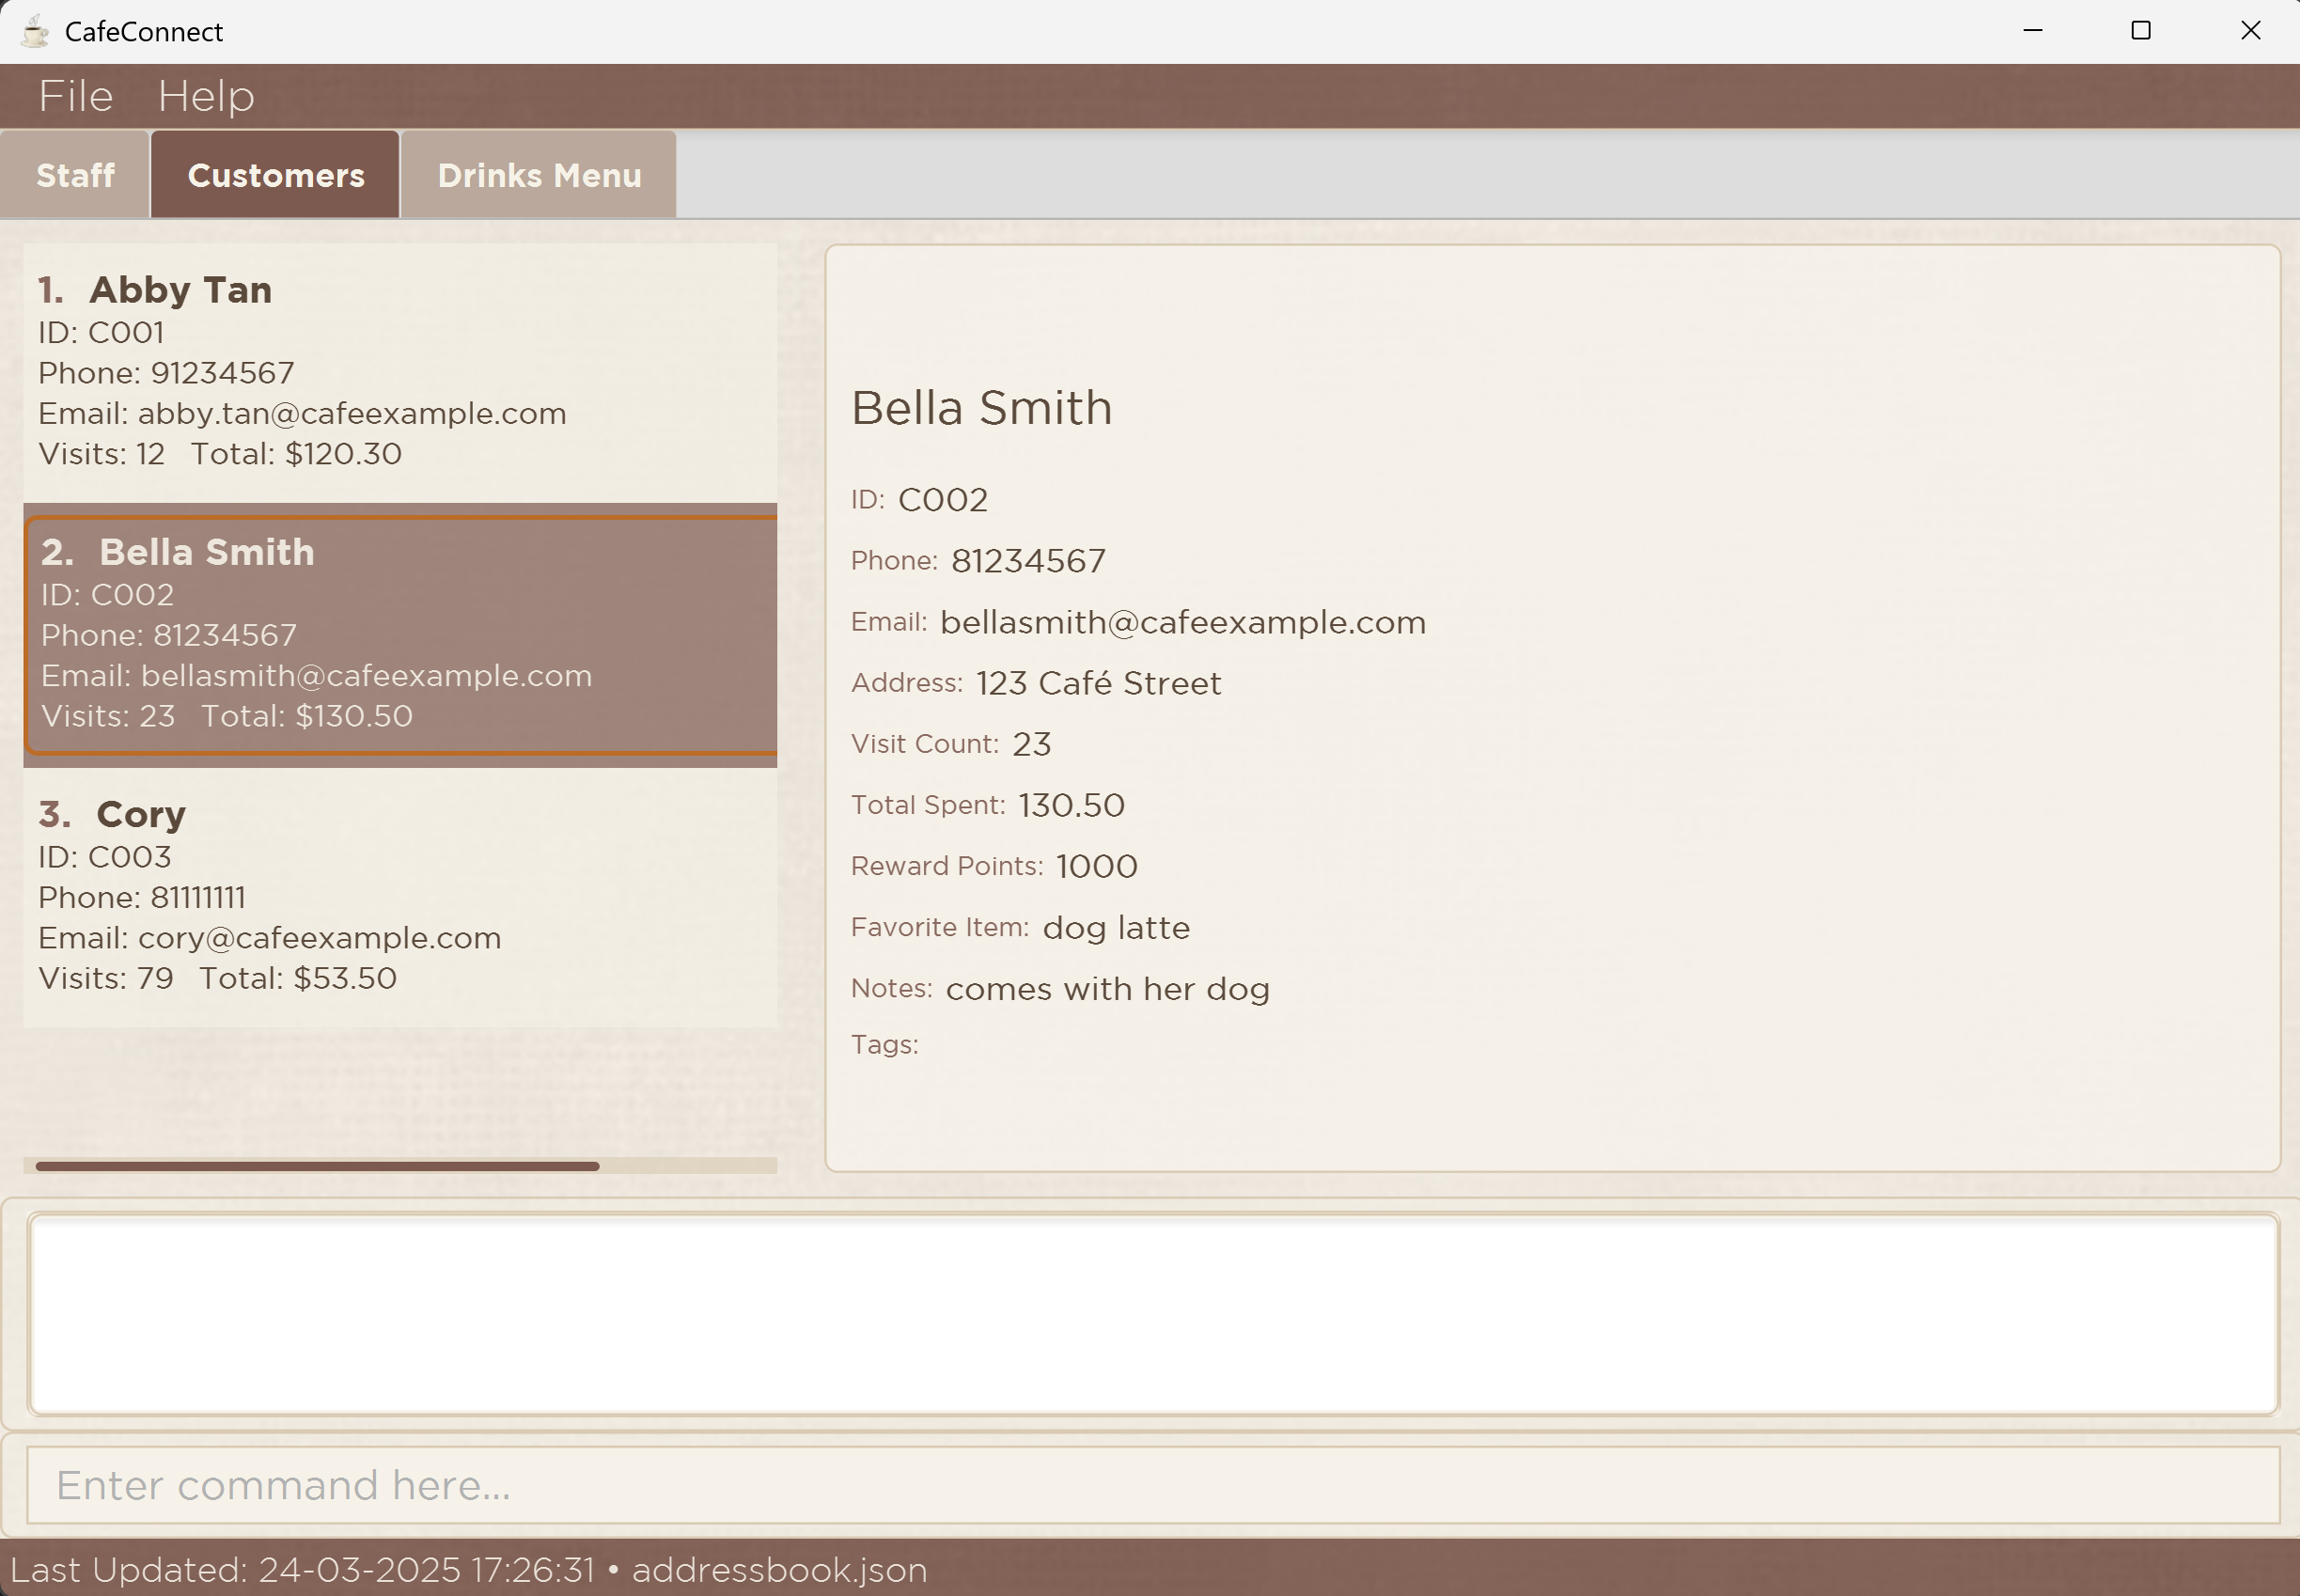 CafeConnect
File Help
Staff Customers Drinks Menu
1. Abby Tan
ID: C001
Phone: 91234567
Email: abby.tan@cafeexample.com
Visits: 12 Total: $120.30
2. Bella Smith
ID: C002
Phone: 81234567
Email: bellasmith@cafeexample.com
Visits: 23 Total: $130.50
3. Cory
ID: C003
Phone: 81111111
Email: cory@cafeexample.com
Visits: 79 Total: $53.50
Bella Smith
ID: C002
Phone: 81234567
Email: bellasmith@cafeexample.com
Address: 123 Café Street
Visit Count: 23
Total Spent: 130.50
Reward Points: 1000
Favorite Item: dog latte
Notes: comes with her dog
Tags:
Enter command here...
Last Updated: 24-03-2025 17:26:31 • addressbook.json